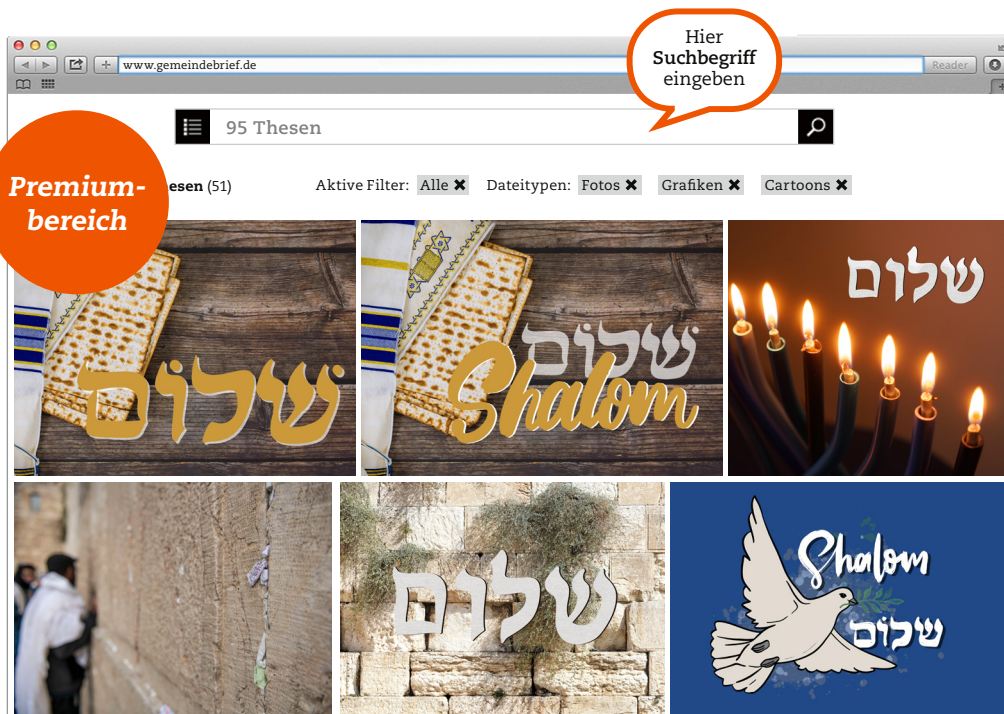 Hier
Suchbegriff
eingeben
www.gemeindebrief.de
Reader
95 Thesen
Premium-
bereich
esen (51)
Aktive Filter: Alle ✖ Dateitypen: Fotos ✖ Grafiken ✖ Cartoons ✖
שלום
שלום
Shalom
שלום
שלום
Shalom
שלום